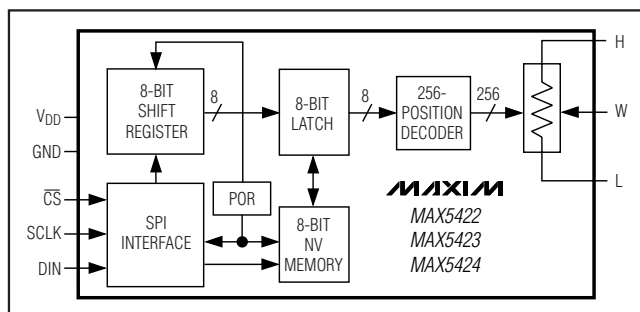 8-BIT
SHIFT
REGISTER
8
8-BIT
LATCH
8
256-
POSITION
DECODER
256
H
W
L
VDD
GND
CS
SCLK
DIN
SPI
INTERFACE
POR
8-BIT
NV
MEMORY
MAXIM
MAX5422
MAX5423
MAX5424